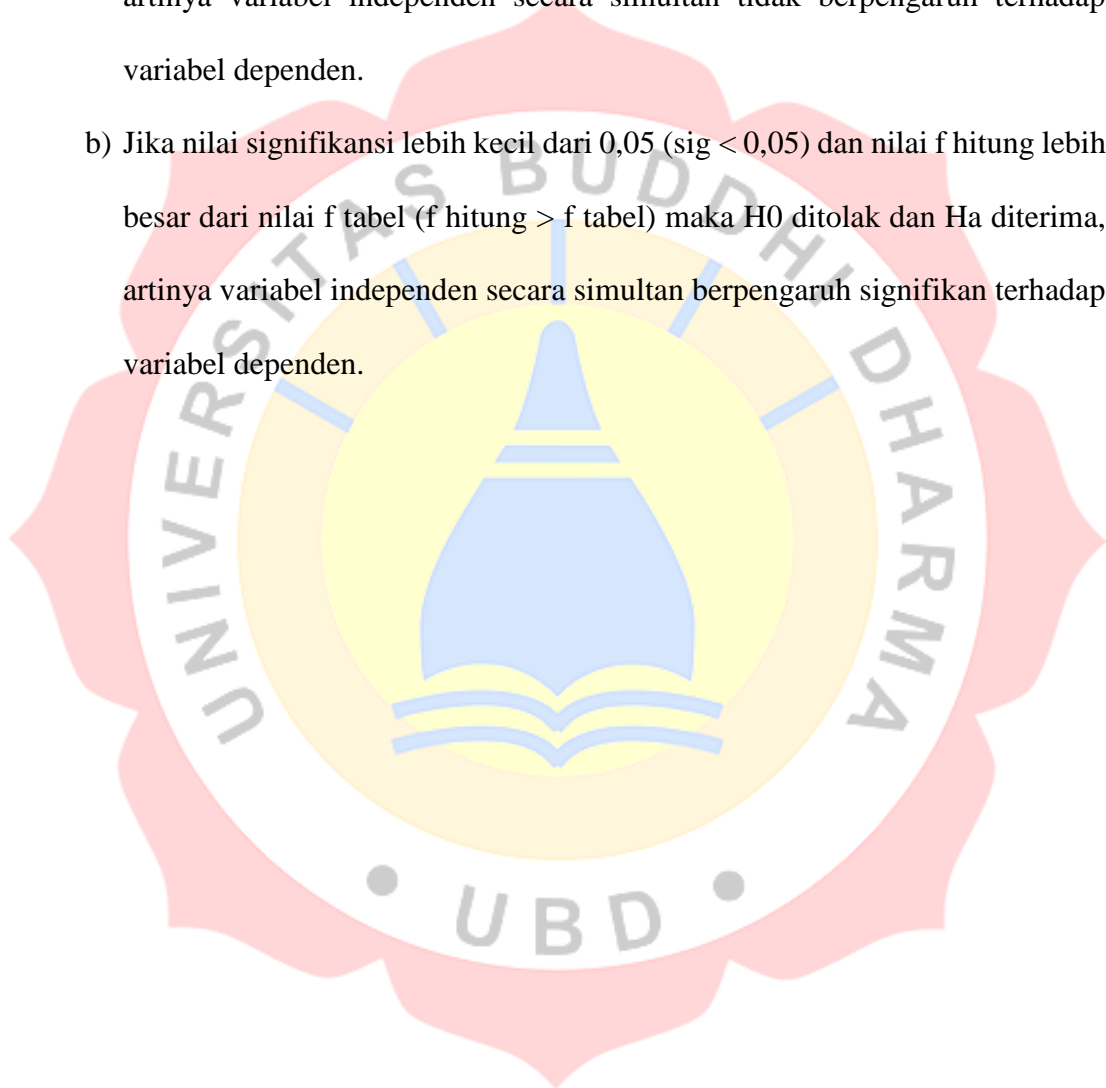 artinya variabel independen secara simultan tidak berpengaruh terhadap
variabel dependen.
b) Jika nilai signifikansi lebih kecil dari 0,05 (sig < 0,05) dan nilai f hitung lebih
besar dari nilai f tabel (f hitung > f tabel) maka H0 ditolak dan Ha diterima,
artinya variabel independen secara simultan berpengaruh signifikan terhadap
variabel dependen.
UNIVERSITAS BUDDHI DHARMA
• UBD •